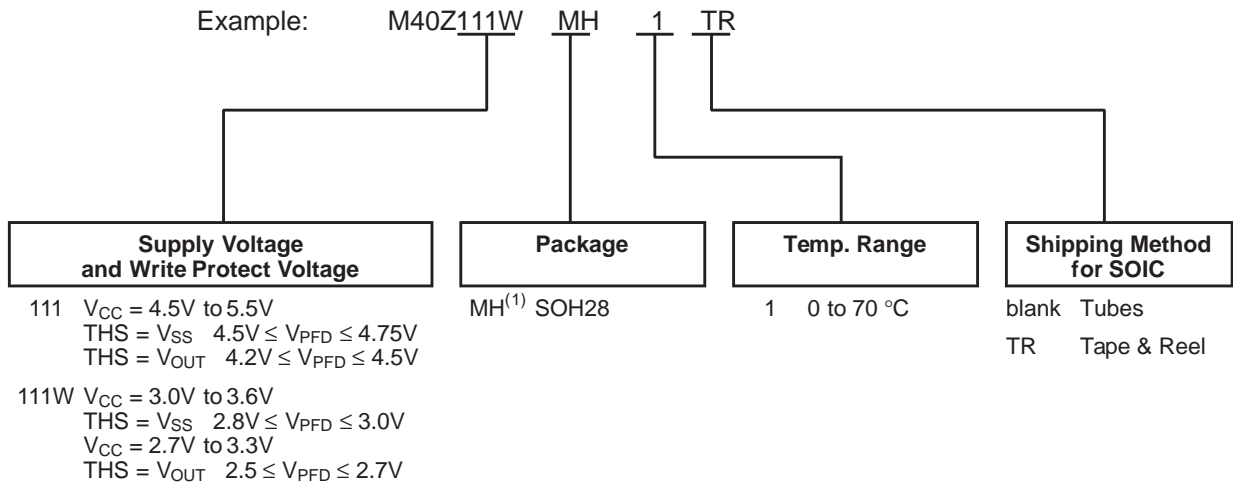 Example: M40Z111W MH 1 TR
Supply Voltage
and Write Protect Voltage
111 VCC = 4.5V to 5.5V
THS = VSS 4.5V ≤ VPFD ≤ 4.75V
THS = VOUT 4.2V ≤ VPFD ≤ 4.5V
111W VCC = 3.0V to 3.6V
THS = VSS 2.8V ≤ VPFD ≤ 3.0V
VCC = 2.7V to 3.3V
THS = VOUT 2.5 ≤ VPFD ≤ 2.7V
Package
MH(1) SOH28
Temp. Range
1 0 to 70 °C
Shipping Method
for SOIC
blank Tubes
TR Tape & Reel